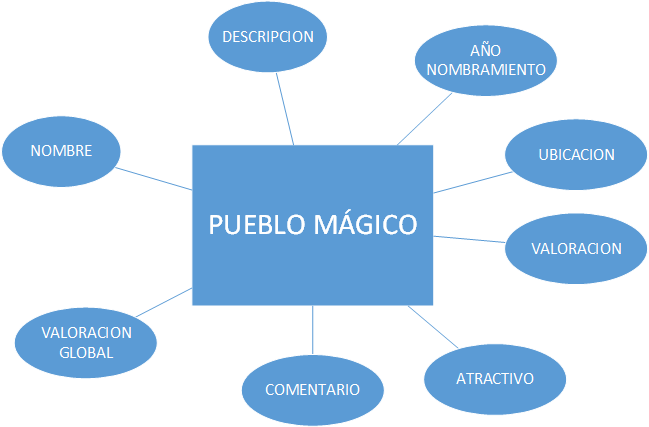 DESCRIPCION
AÑO
NOMBRAMIENTO
NOMBRE
UBICACION
PUEBLO MÁGICO
VALORACION
VALORACION
GLOBAL
COMENTARIO
ATRACTIVO